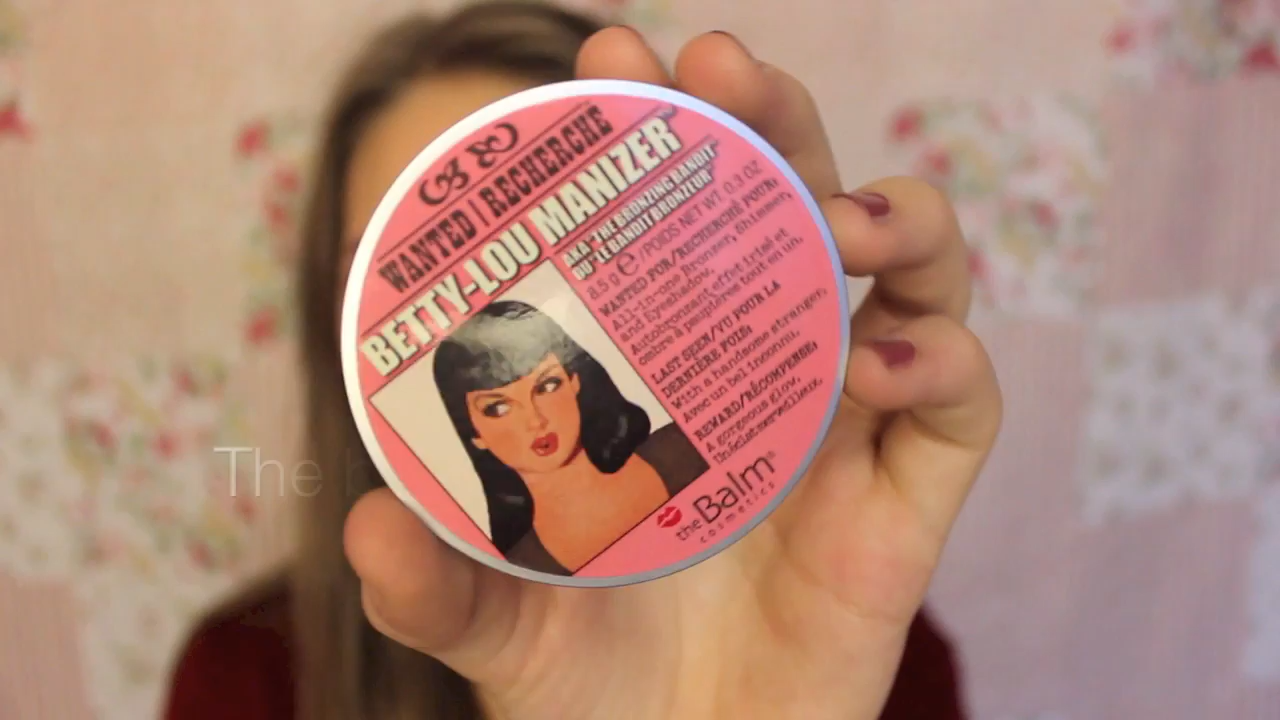 WANTED | RECHERCHE
BETTY-LOU MANIZER™
AKA "THE BRONZING BANDIT"
DU "LE BANDIT BRONZEUR"
8.5 g e/POIDS NET WT. 0.3 OZ
WANTED FOR/RECHERCHÉ POUR:
All-in-one Bronzer, Shimmer,
and Eyeshadow.
Autobronzant, effet irisé et
ombre à paupières tout en un.
LAST SEEN/VU POUR LA
DERNIÈRE FOIS:
With a handsome stranger.
Avec un bel inconnu.
REWARD/RÉCOMPENSE:
A gorgeous glow.
Un éclat merveilleux.
theBalm®
cosmetics
The